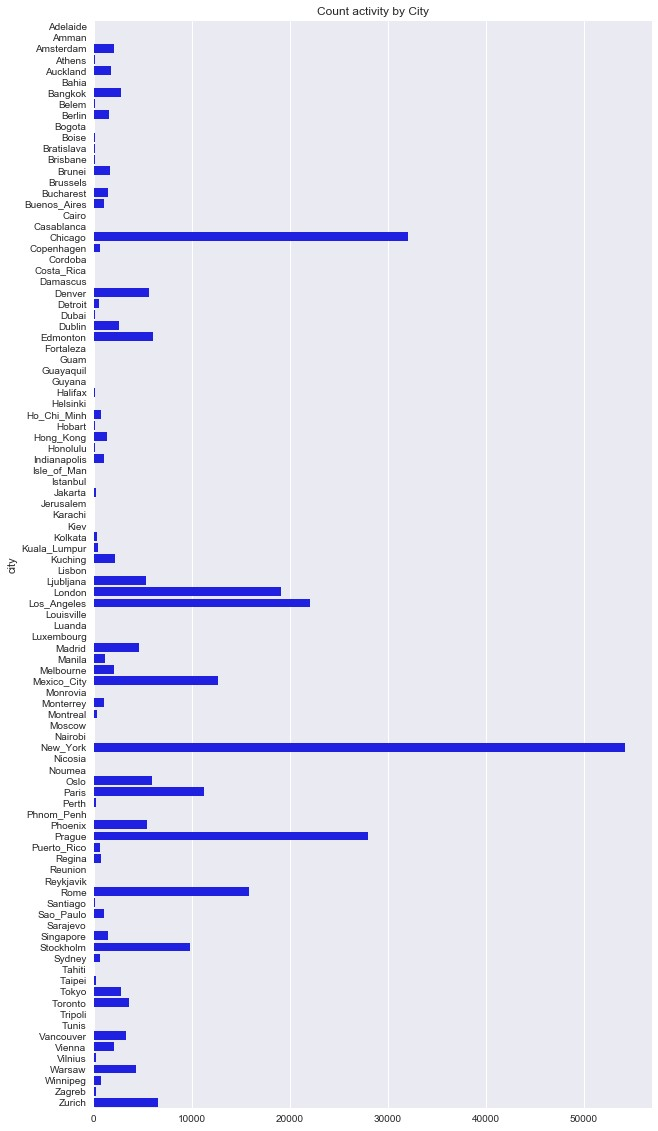 Count activity by City
Adelaide
Amman
Amsterdam
Athens
Auckland
Bahia
Bangkok
Belem
Berlin
Bogota
Boise
Bratislava
Brisbane
Brunei
Brussels
Bucharest
Buenos_Aires
Cairo
Casablanca
Chicago
Copenhagen
Cordoba
Costa_Rica
Damascus
Denver
Detroit
Dubai
Dublin
Edmonton
Fortaleza
Guam
Guayaquil
Guyana
Halifax
Helsinki
Ho_Chi_Minh
Hobart
Hong_Kong
Honolulu
Indianapolis
Isle_of_Man
Istanbul
Jakarta
Jerusalem
Karachi
Kiev
Kolkata
Kuala_Lumpur
Kuching
Lisbon
Ljubljana
London
Los_Angeles
Louisville
Luanda
Luxembourg
Madrid
Manila
Melbourne
Mexico_City
Monrovia
Monterrey
Montreal
Moscow
Nairobi
New_York
Nicosia
Noumea
Oslo
Paris
Perth
Phnom_Penh
Phoenix
Prague
Puerto_Rico
Regina
Reunion
Reykjavik
Rome
Santiago
Sao_Paulo
Sarajevo
Singapore
Stockholm
Sydney
Tahiti
Taipei
Tokyo
Toronto
Tripoli
Tunis
Vancouver
Vienna
Vilnius
Warsaw
Winnipeg
Zagreb
Zurich
city
0 10000 20000 30000 40000 50000